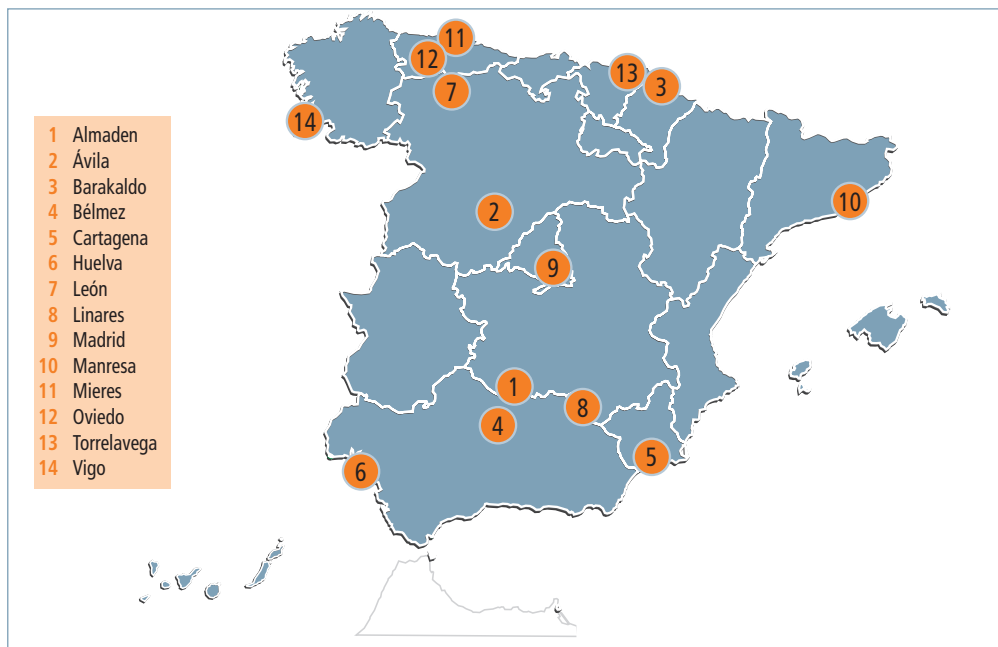 1 Almaden
2 Ávila
3 Barakaldo
4 Bélmez
5 Cartagena
6 Huelva
7 León
8 Linares
9 Madrid
10 Manresa
11 Mieres
12 Oviedo
13 Torrelavega
14 Vigo
11
12
13
3
7
14
10
2
9
1
8
4
5
6